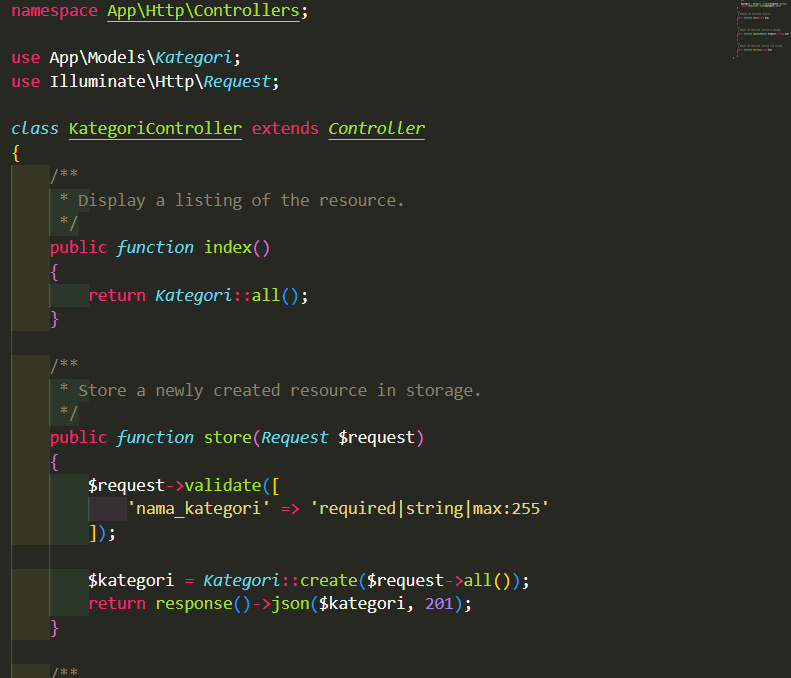 namespace App\Http\Controllers;

use App\Models\Kategori;
use Illuminate\Http\Request;

class KategoriController extends Controller
{
    /**
     * Display a listing of the resource.
     */
    public function index()
    {
        return Kategori::all();
    }

    /**
     * Store a newly created resource in storage.
     */
    public function store(Request $request)
    {
        $request->validate([
            'nama_kategori' => 'required|string|max:255'
        ]);

        $kategori = Kategori::create($request->all());
        return response()->json($kategori, 201);
    }

    /**